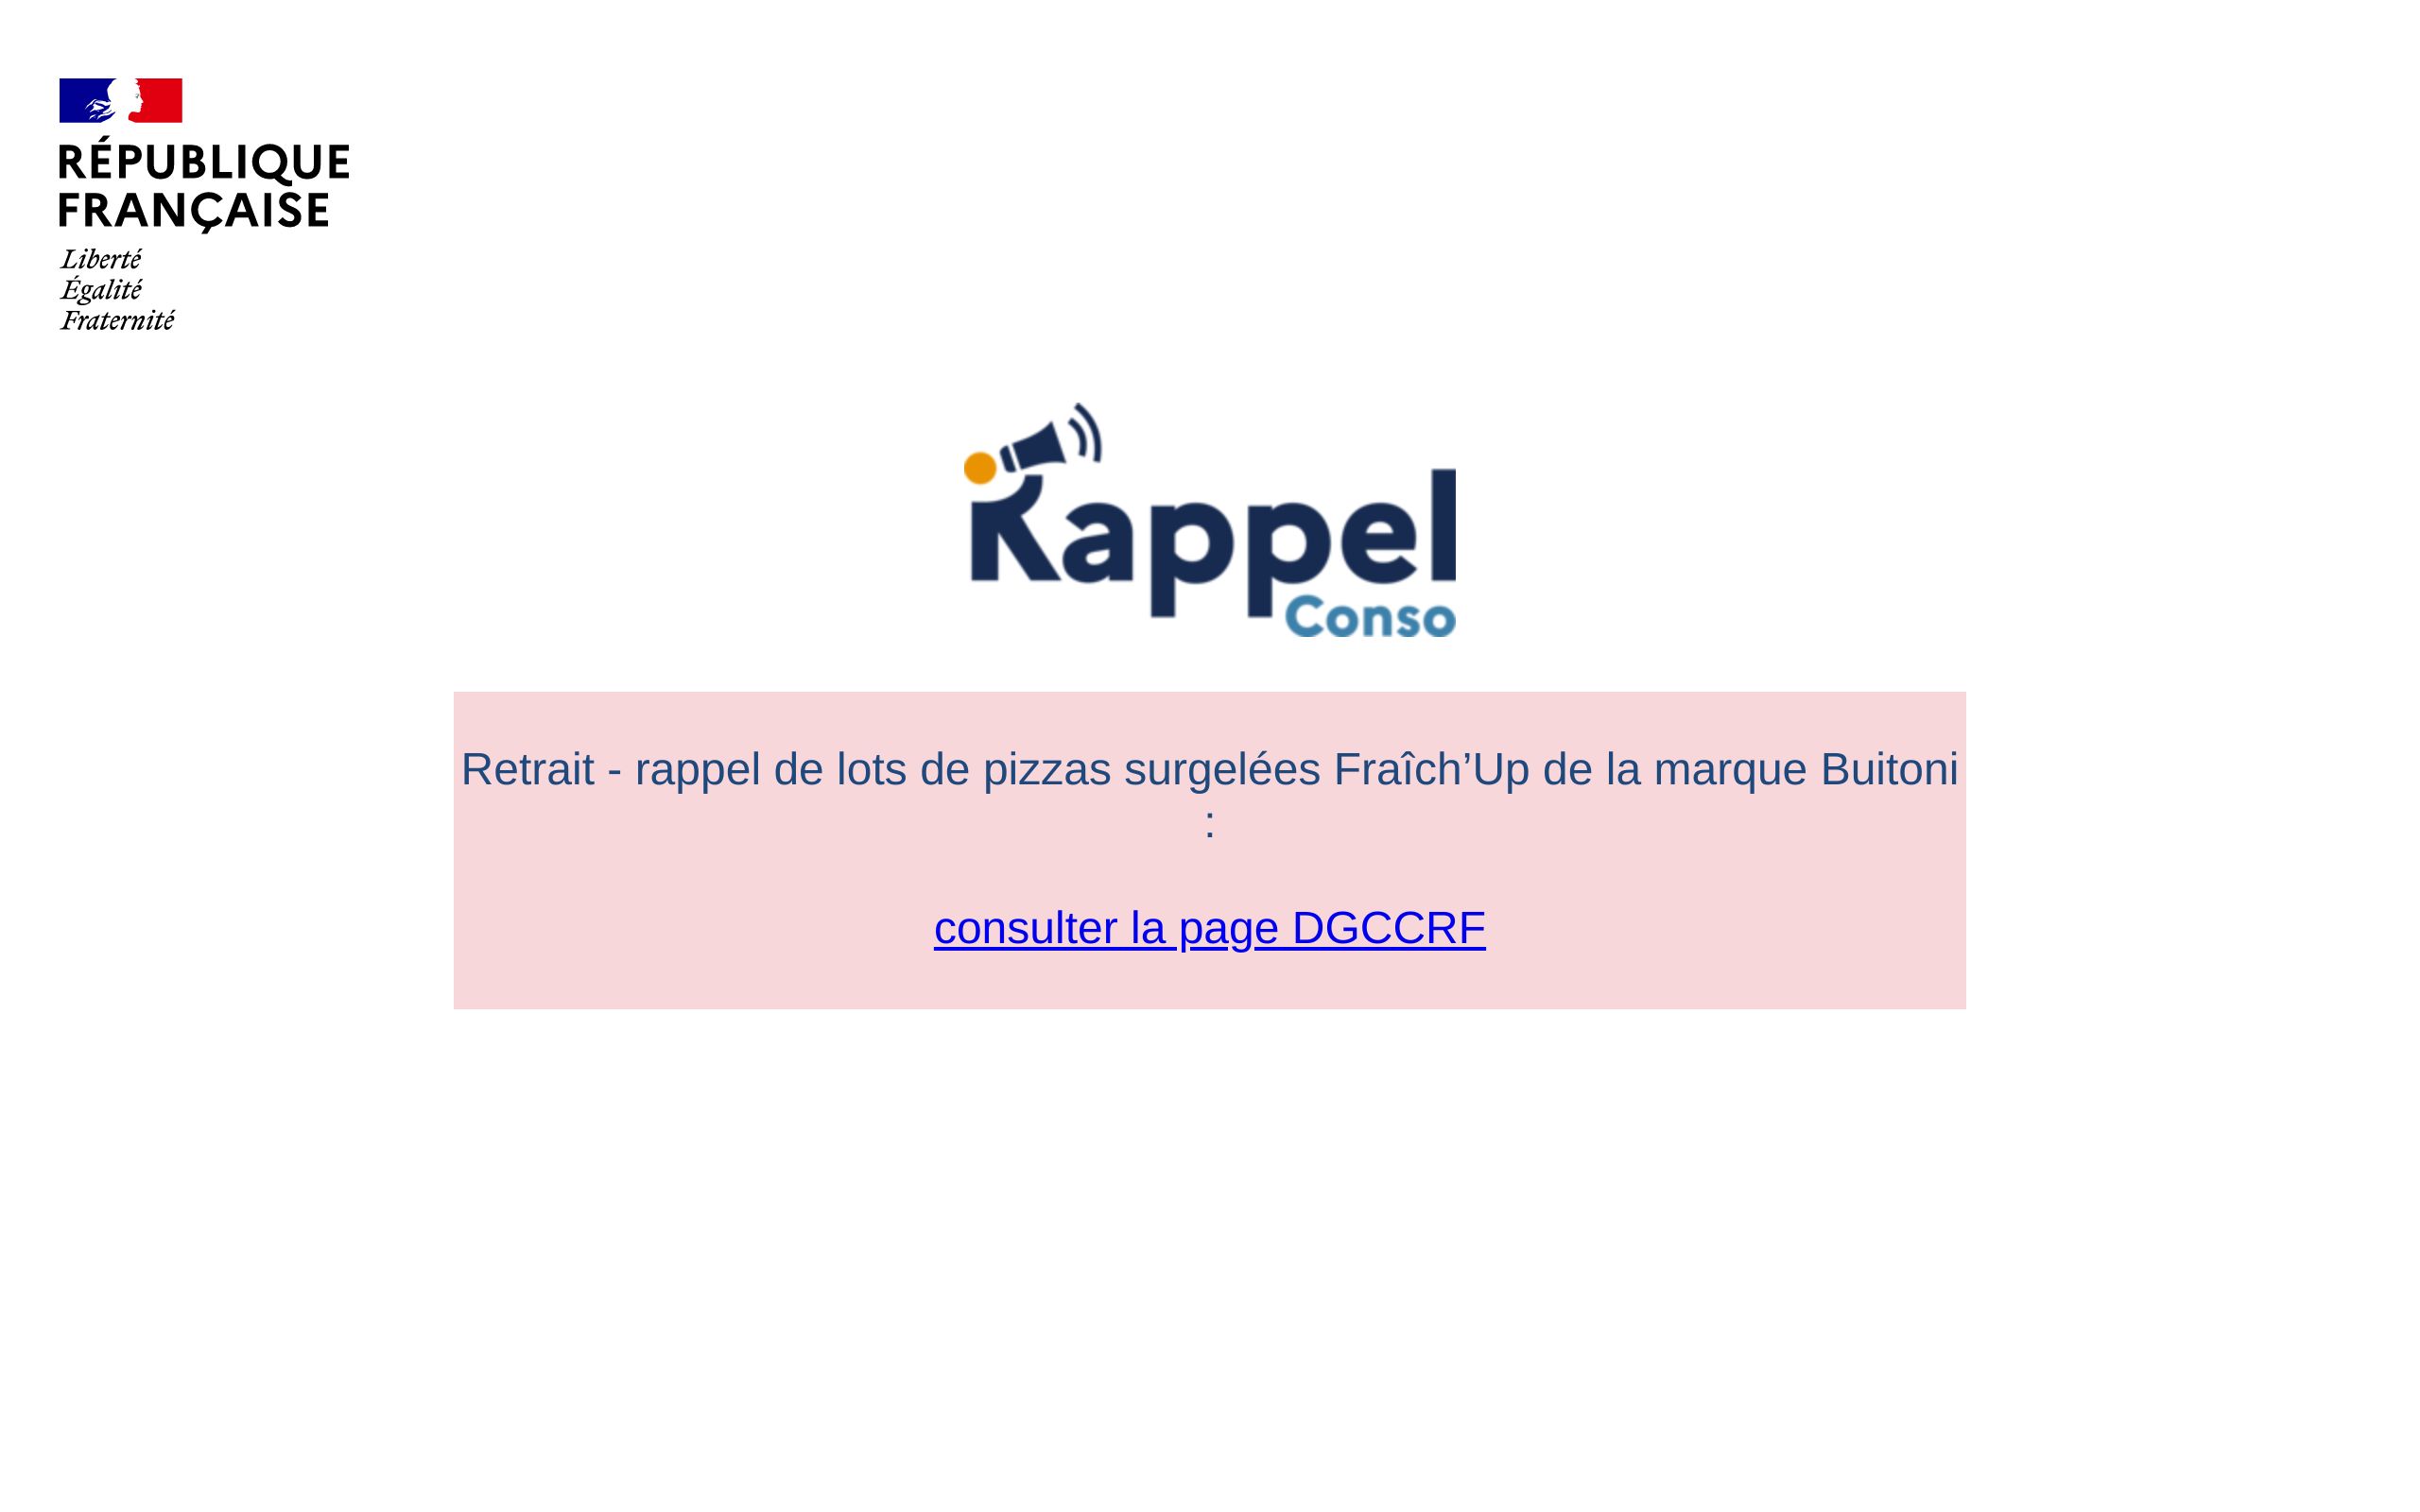 RÉPUBLIQUE
FRANÇAISE
Liberté
Égalité
Fraternité
Rappel
Conso
Retrait - rappel de lots de pizzas surgelées Fraîch’Up de la marque Buitoni
:
consulter la page DGCCRF